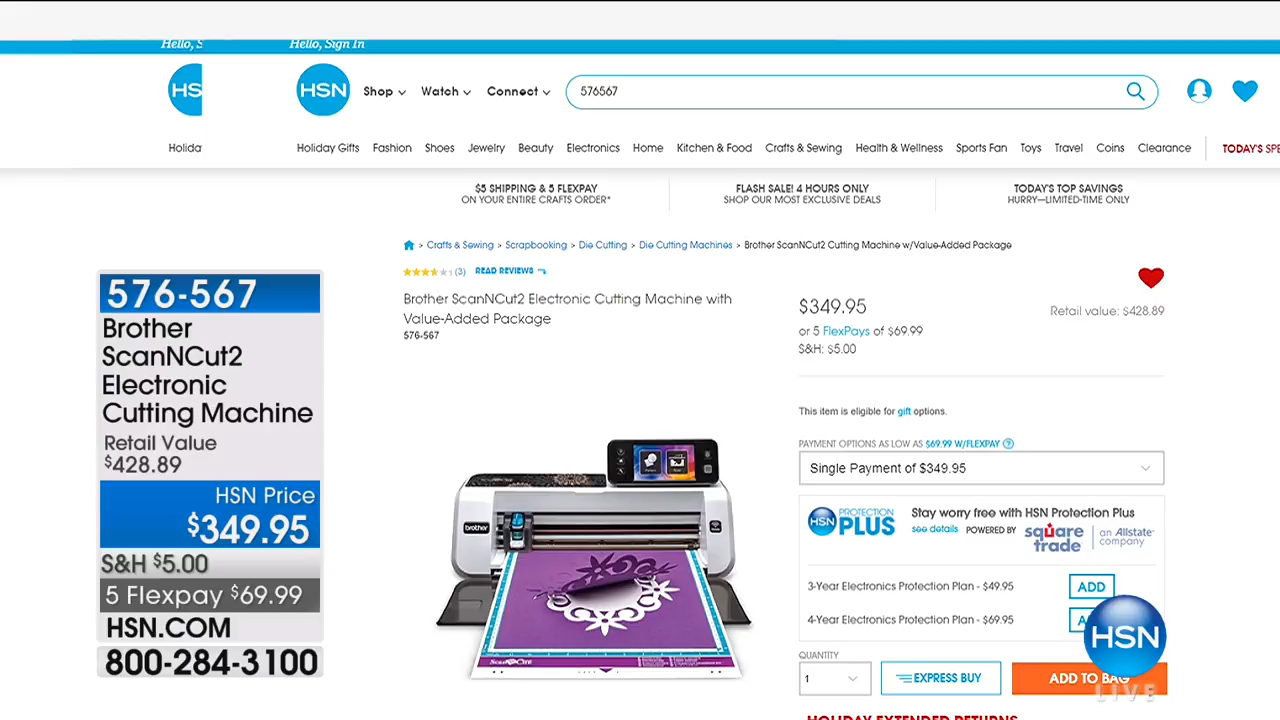 Hello, S
Hello, Sign In
HS
HSN
Shop
Watch
Connect
576567
Holida
Holiday Gifts
Fashion
Shoes
Jewelry
Beauty
Electronics
Home
Kitchen & Food
Crafts & Sewing
Health & Wellness
Sports Fan
Toys
Travel
Coins
Clearance
TODAY'S SPE
$5 SHIPPING & 5 FLEXPAY
ON YOUR ENTIRE CRAFTS ORDER*
FLASH SALE! 4 HOURS ONLY
SHOP OUR MOST EXCLUSIVE DEALS
TODAY'S TOP SAVINGS
HURRY—LIMITED-TIME ONLY
> Crafts & Sewing > Scrapbooking > Die Cutting > Die Cutting Machines > Brother ScanNCut2 Cutting Machine w/Value-Added Package
(3) READ REVIEWS
Brother ScanNCut2 Electronic Cutting Machine with
Value-Added Package
576-567
$349.95
Retail value: $428.89
or 5 FlexPays of $69.99
S&H: $5.00
This item is eligible for gift options.
PAYMENT OPTIONS AS LOW AS $69.99 W/FLEXPAY ?
Single Payment of $349.95
HSN PROTECTION PLUS
Stay worry free with HSN Protection Plus
see details POWERED BY square trade | an Allstate company
3-Year Electronics Protection Plan - $49.95
ADD
4-Year Electronics Protection Plan - $69.95
A
QUANTITY
1
EXPRESS BUY
ADD TO BAG
HOLIDAY EXTENDED RETURNS
brother
ScanNCut
576-567
Brother
ScanNCut2
Electronic
Cutting Machine
Retail Value
$428.89
HSN Price
$349.95
S&H $5.00
5 Flexpay $69.99
HSN.COM
800-284-3100
HSN
LIVE